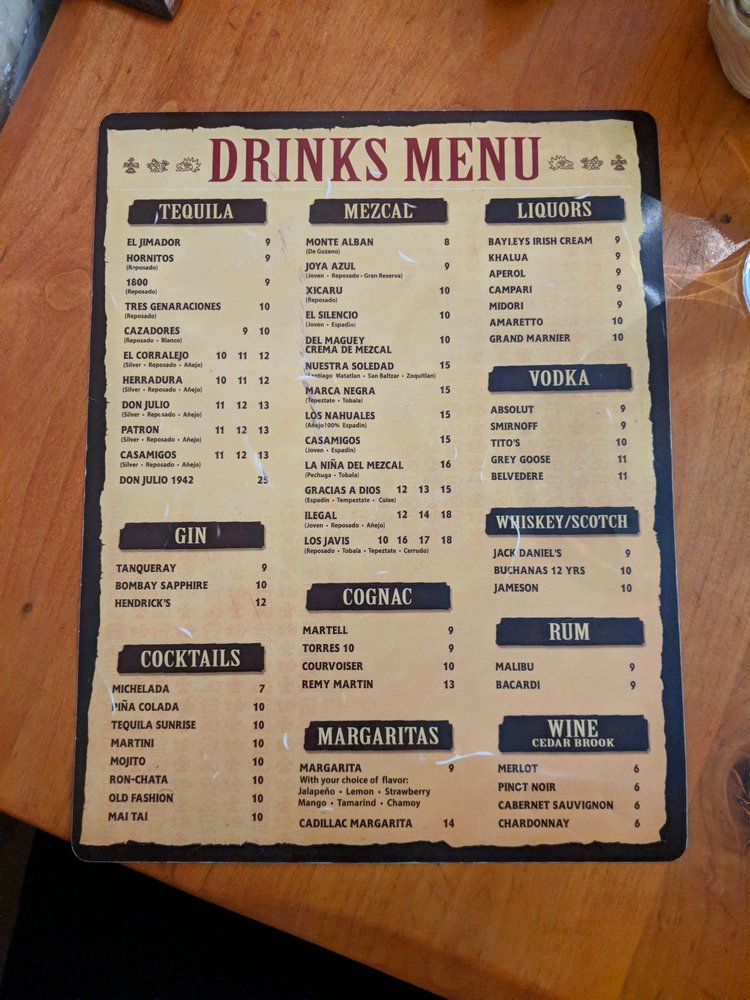 DRINKS MENU
TEQUILA
EL JIMADOR 9
HORNITOS 9
(Reposado)
1800 9
(Reposado)
TRES GENARACIONES 10
(Reposado)
CAZADORES 9 10
(Reposado • Blanco)
EL CORRALEJO 10 11 12
(Silver • Reposado • Añejo)
HERRADURA 10 11 12
(Silver • Reposado • Añejo)
DON JULIO 11 12 13
(Silver • Reposado • Añejo)
PATRON 11 12 13
(Silver • Reposado • Añejo)
CASAMIGOS 11 12 13
(Silver • Reposado • Añejo)
DON JULIO 1942 25
GIN
TANQUERAY 9
BOMBAY SAPPHIRE 10
HENDRICK'S 12
COCKTAILS
MICHELADA 7
PIÑA COLADA 10
TEQUILA SUNRISE 10
MARTINI 10
MOJITO 10
RON-CHATA 10
OLD FASHION 10
MAI TAI 10
MEZCAL
MONTE ALBAN 8
(De Guzano)
JOYA AZUL 9
(Joven • Reposado • Gran Reserva)
XICARU 10
(Reposado)
EL SILENCIO 10
(Joven • Espadin)
DEL MAGUEY 10
CREMA DE MEZCAL
NUESTRA SOLEDAD 15
(Santiago Matatlan • San Baltzar • Zoquitlan)
MARCA NEGRA 15
(Tepeztate • Tobala)
LOS NAHUALES 15
(Añejo100% Espadin)
CASAMIGOS 15
(Joven • Espadin)
LA NIÑA DEL MEZCAL 16
(Pechuga • Tobala)
GRACIAS A DIOS 12 13 15
(Espadin • Tempeztate • Cuixe)
ILEGAL 12 14 18
(Joven • Reposado • Añejo)
LOS JAVIS 10 16 17 18
(Reposado • Tobala • Tepeztate • Cerrudo)
COGNAC
MARTELL 9
TORRES 10 9
COURVOISER 10
REMY MARTIN 13
MARGARITAS
MARGARITA 9
With your choice of flavor:
Jalapeño • Lemon • Strawberry
Mango • Tamarind • Chamoy
CADILLAC MARGARITA 14
LIQUORS
BAYLEYS IRISH CREAM 9
KHALUA 9
APEROL 9
CAMPARI 9
MIDORI 9
AMARETTO 10
GRAND MARNIER 10
VODKA
ABSOLUT 9
SMIRNOFF 9
TITO'S 10
GREY GOOSE 11
BELVEDERE 11
WHISKEY/SCOTCH
JACK DANIEL'S 9
BUCHANAS 12 YRS 10
JAMESON 10
RUM
MALIBU 9
BACARDI 9
WINE
CEDAR BROOK
MERLOT 6
PINOT NOIR 6
CABERNET SAUVIGNON 6
CHARDONNAY 6